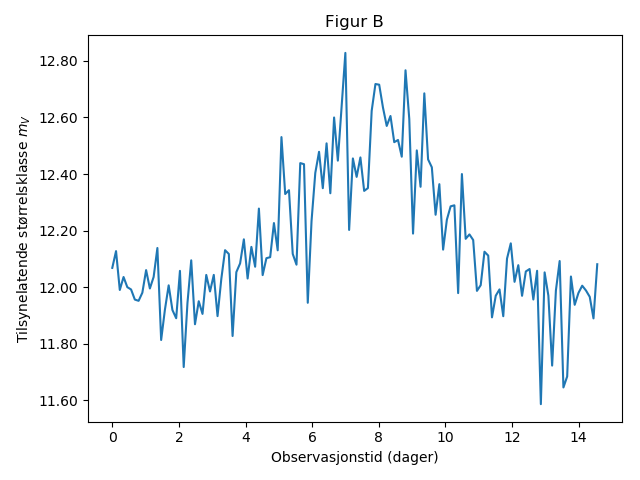 Figur B
Tilsynelatende størrelsklasse m_V
12.80
12.60
12.40
12.20
12.00
11.80
11.60
0 2 4 6 8 10 12 14
Observasjonstid (dager)